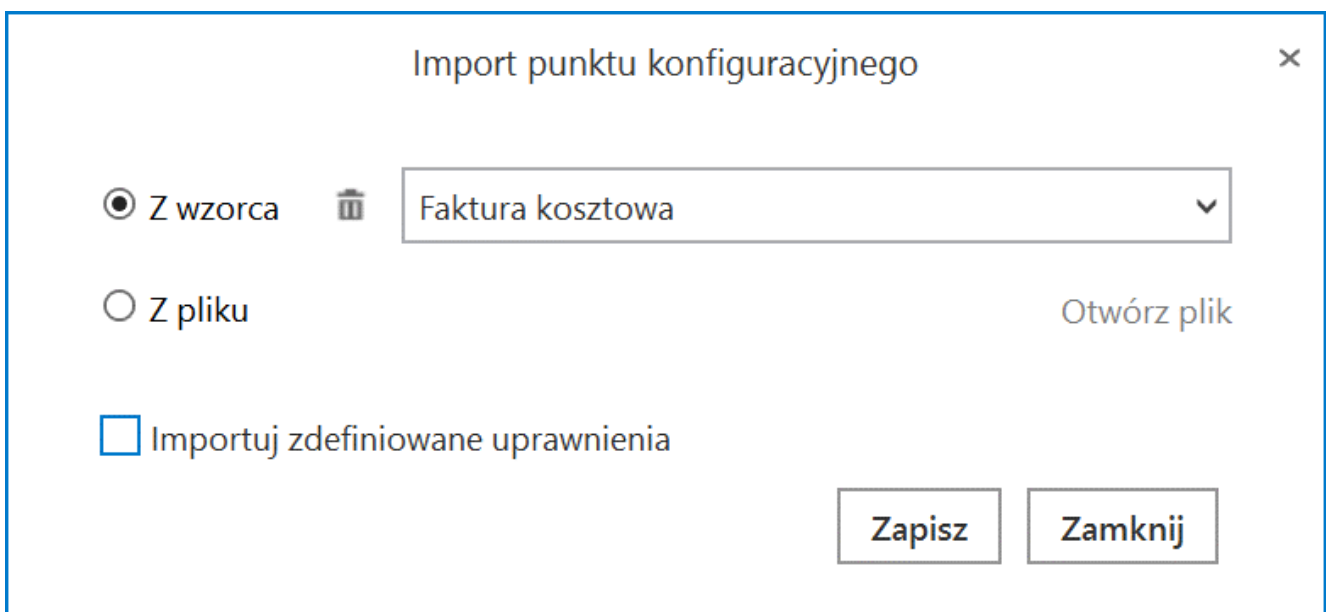 Import punktu konfiguracyjnego
Z wzorca Faktura kosztowa
Z pliku Otwórz plik
Importuj zdefiniowane uprawnienia
Zapisz Zamknij